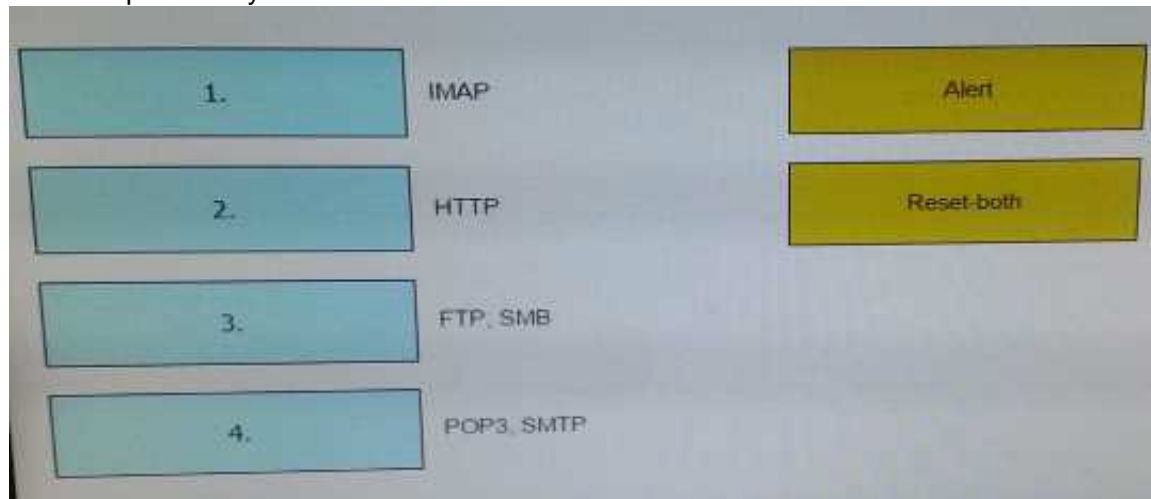 1. IMAP Alert
2. HTTP Reset-both
3. FTP, SMB
4. POP3, SMTP